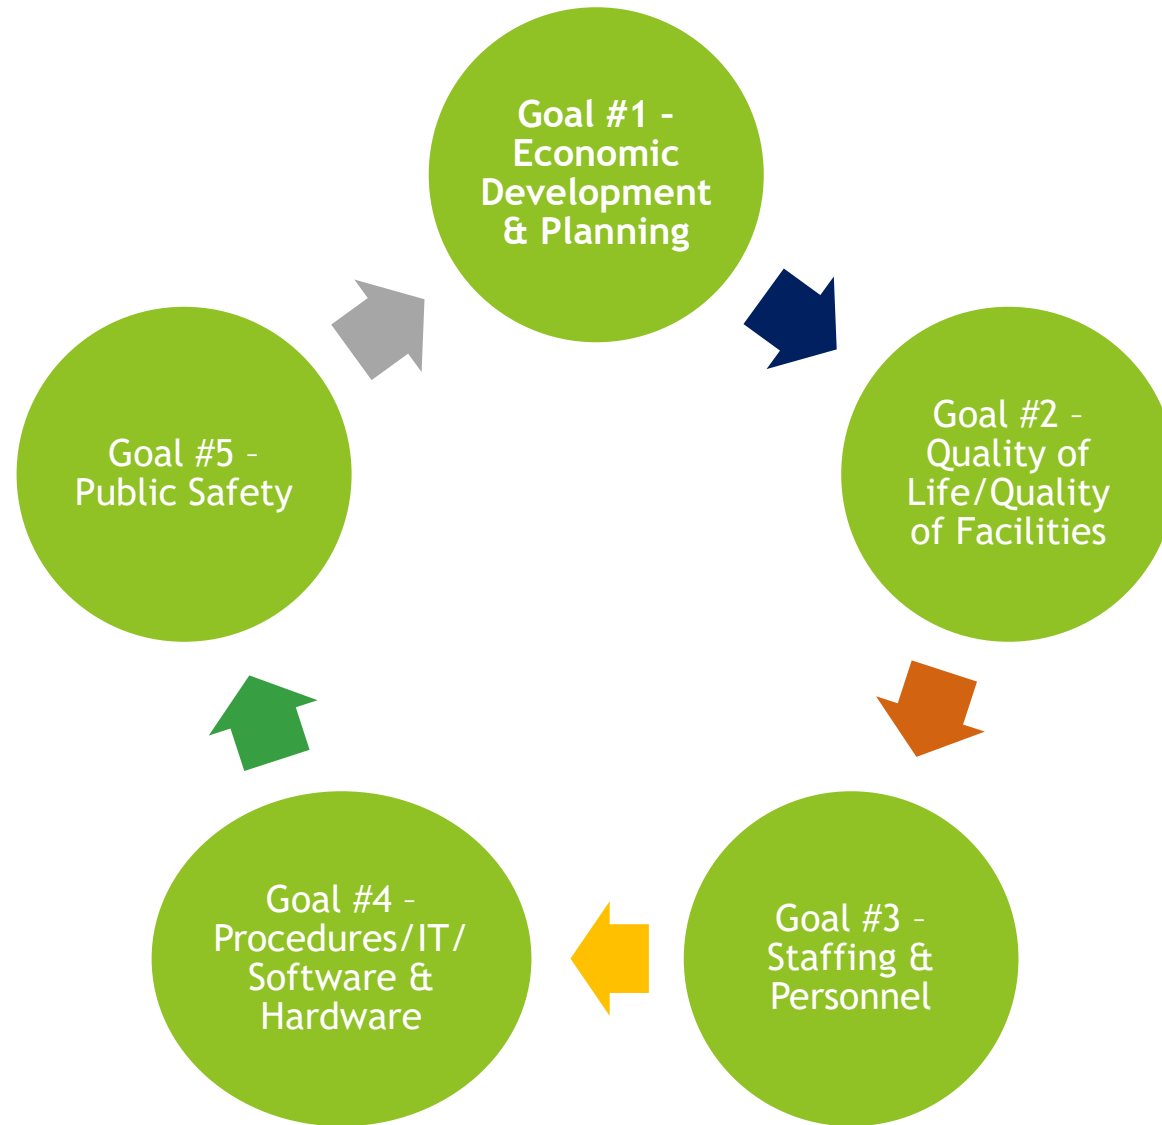 Goal #1 –
Economic
Development
& Planning
Goal #2 –
Quality of
Life/Quality
of Facilities
Goal #3 –
Staffing &
Personnel
Goal #4 –
Procedures/IT/
Software &
Hardware
Goal #5 –
Public Safety